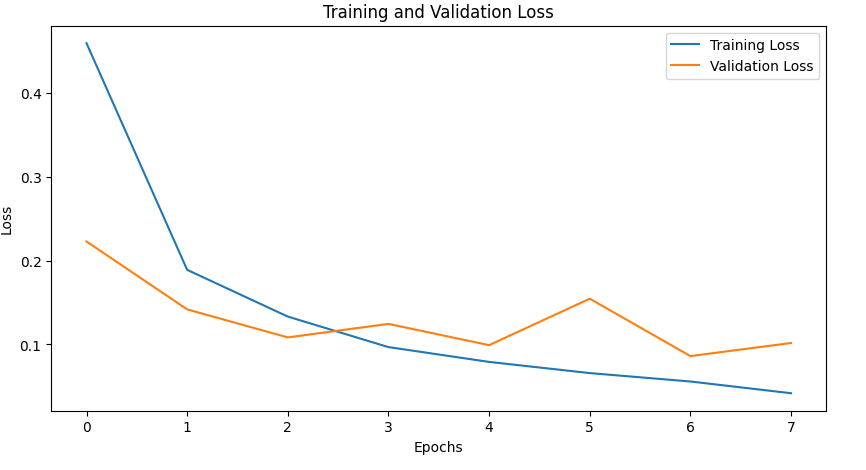 Training and Validation Loss
Training Loss
Validation Loss
0.4
0.3
0.2
0.1
Loss
0 1 2 3 4 5 6 7
Epochs